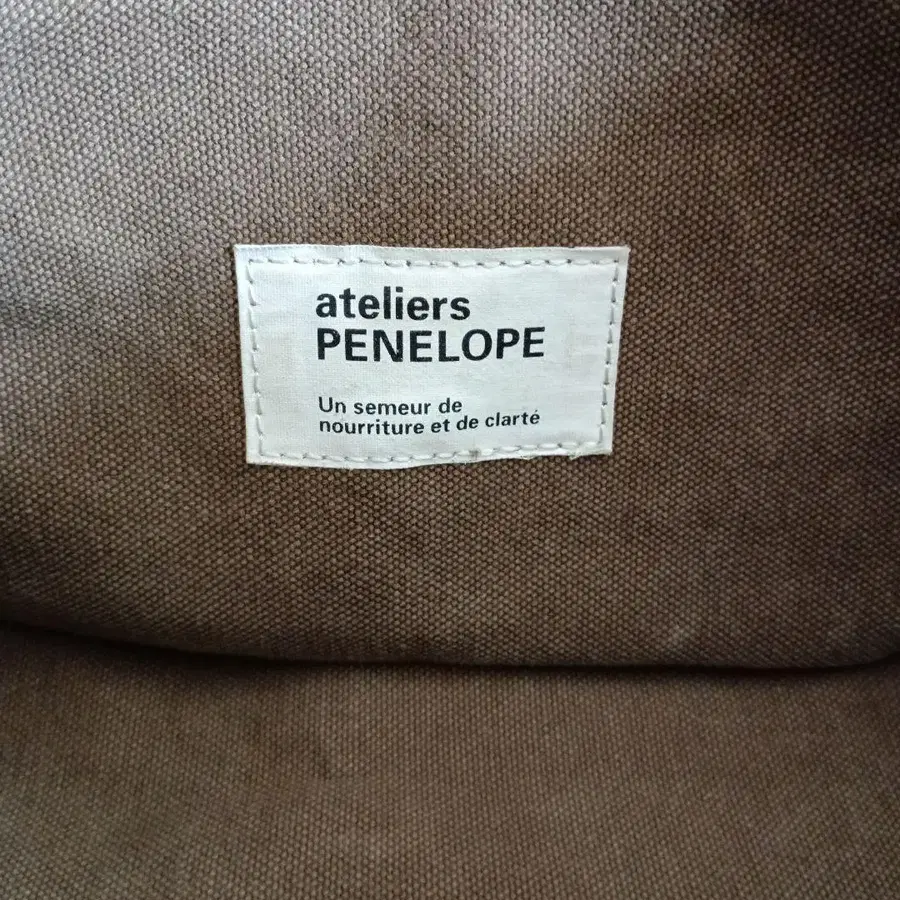 ateliers
PENELOPE
Un semeur de
nourriture et de clarté